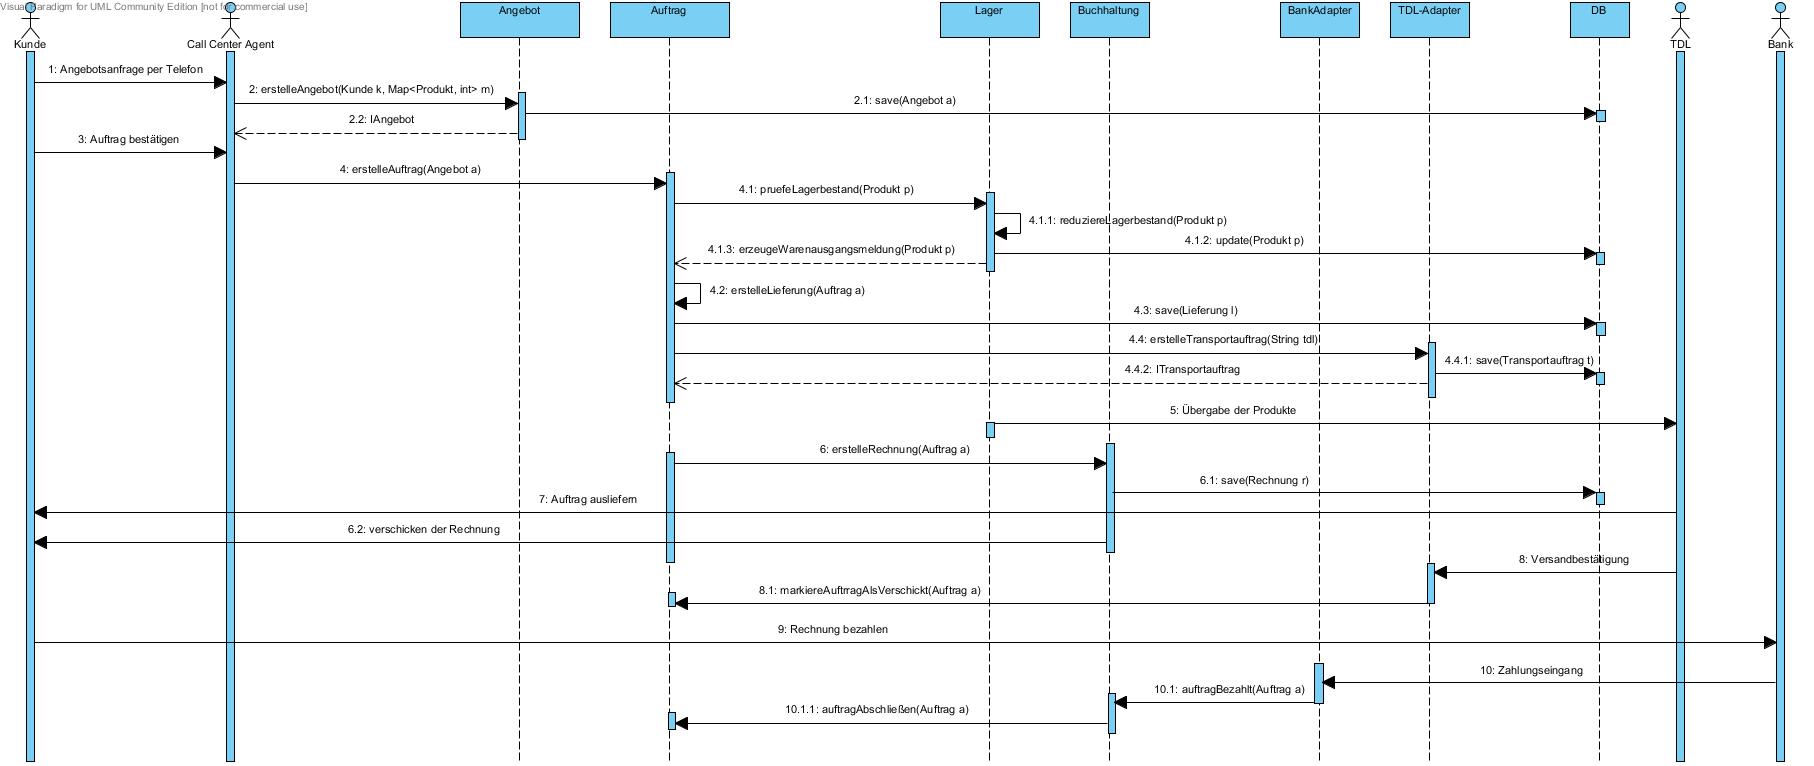 Visual Paradigm for UML Community Edition [not for commercial use]
Angebot
Auftrag
Lager
Buchhaltung
BankAdapter
TDL-Adapter
DB
Kunde
Call Center Agent
TDL
Bank
1: Angebotsanfrage per Telefon
2: erstelleAngebot(Kunde k, Map<Produkt, int> m)
2.1: save(Angebot a)
2.2: IAngebot
3: Auftrag bestätigen
4: erstelleAuftrag(Angebot a)
4.1: pruefeLagerbestand(Produkt p)
4.1.1: reduziereLagerbestand(Produkt p)
4.1.2: update(Produkt p)
4.1.3: erzeugeWarenausgangsmeldung(Produkt p)
4.2: erstelleLieferung(Auftrag a)
4.3: save(Lieferung l)
4.4: erstelleTransportauftrag(String tdl)
4.4.1: save(Transportauftrag t)
4.4.2: ITransportauftrag
5: Übergabe der Produkte
6: erstelleRechnung(Auftrag a)
6.1: save(Rechnung r)
7: Auftrag ausliefern
6.2: verschicken der Rechnung
8: Versandbestätigung
8.1: markiereAuftrragAlsVerschickt(Auftrag a)
9: Rechnung bezahlen
10: Zahlungseingang
10.1: auftragBezahlt(Auftrag a)
10.1.1: auftragAbschließen(Auftrag a)